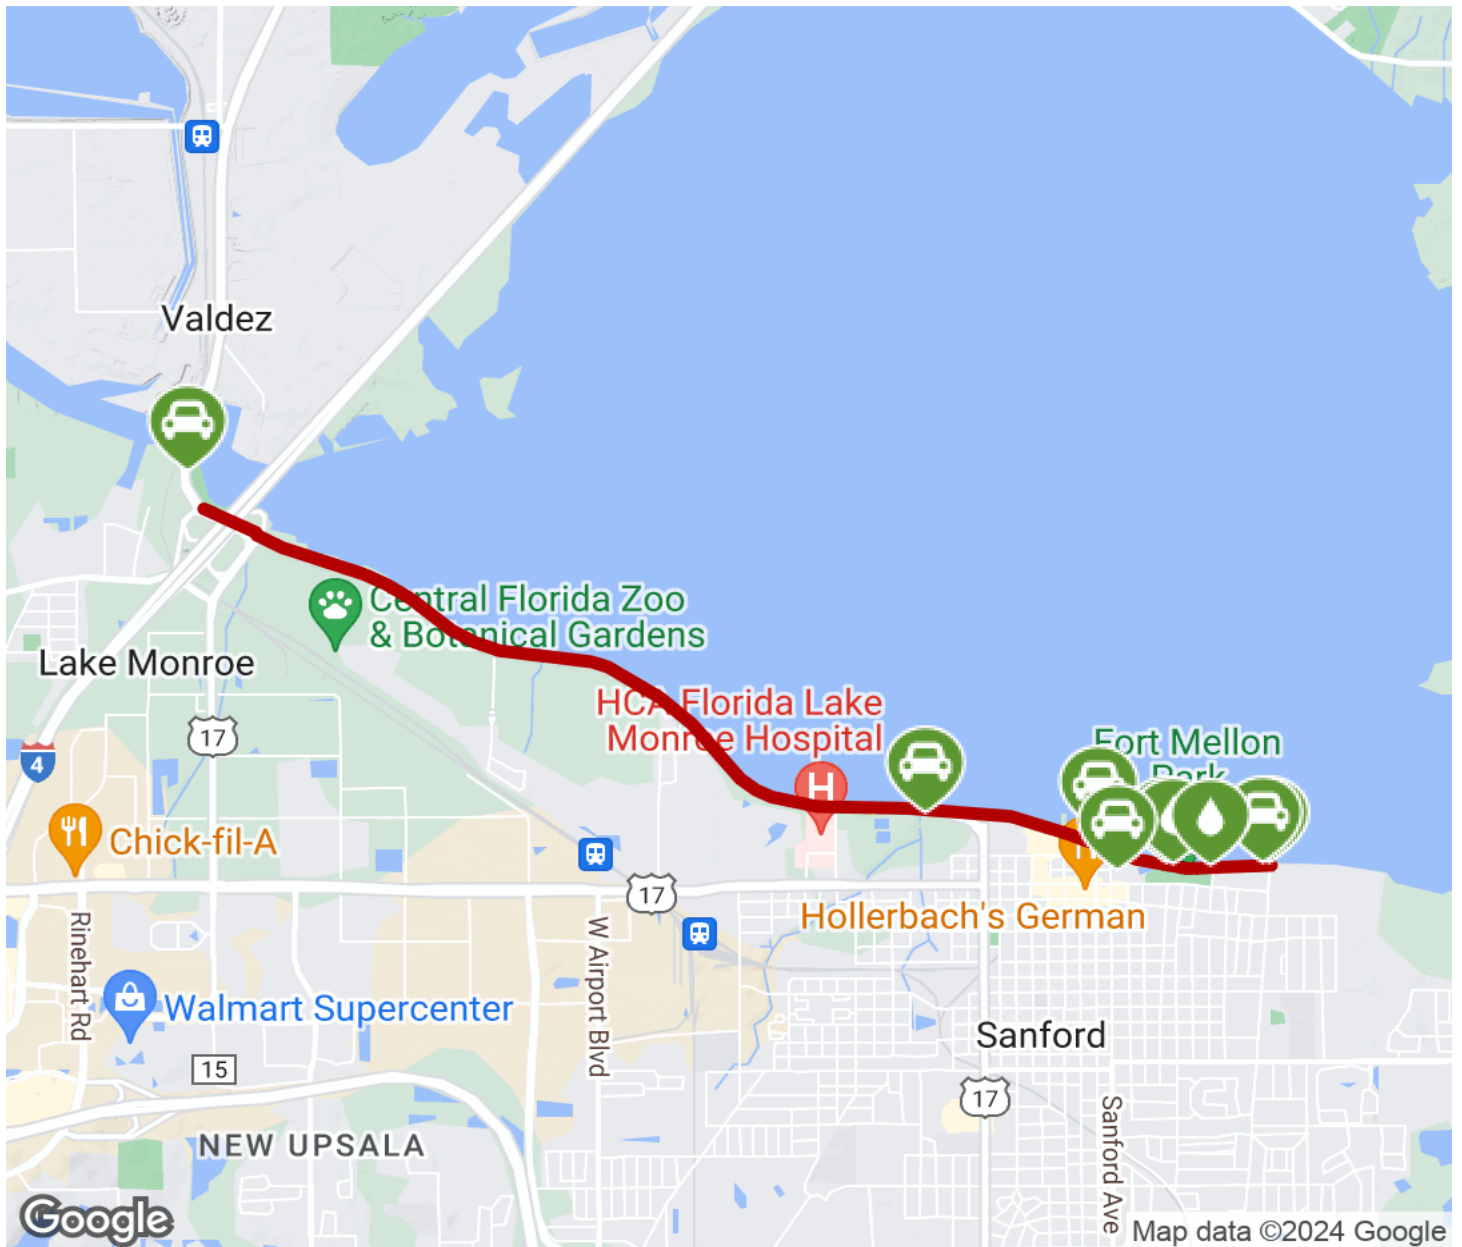 Valdez
Central Florida Zoo
& Botanical Gardens
Lake Monroe
HCA Florida Lake
Monroe Hospital
17
4
Fort Mellon
Park
H
Chick-fil-A
17
Hollerbach's German
Rinehart Rd
W Airport Blvd
Walmart Supercenter
Sanford
15
17
Sanford Ave
NEW UPSALA
Google
Map data ©2024 Google